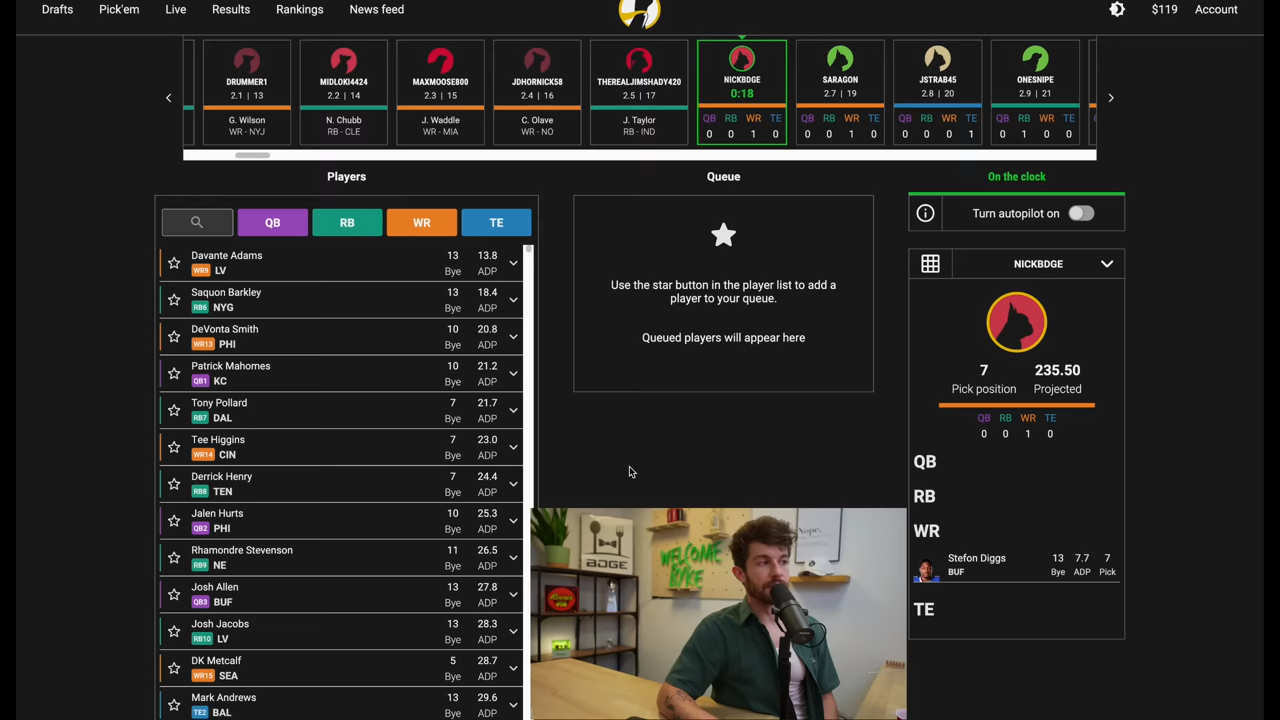 Drafts Pick'em Live Results Rankings News feed $119 Account
DRUMMER1
2.1 | 13
G. Wilson
WR - NYJ
MIDLOKI4424
2.2 | 14
N. Chubb
RB - CLE
MAXMOOSE800
2.3 | 15
J. Waddle
WR - MIA
JDHORNICK58
2.4 | 16
C. Olave
WR - NO
THEREALJIMSHADY420
2.5 | 17
J. Taylor
RB - IND
NICKBDGE
0:18
QB RB WR TE
0 0 1 0
SARAGON
2.7 | 19
QB RB WR TE
0 0 1 0
JSTRAB45
2.8 | 20
QB RB WR TE
0 0 0 1
ONESNIPE
2.9 | 21
QB RB WR TE
0 1 0 0
Players
QB RB WR TE
Davante Adams 13 13.8
WR9 LV Bye ADP
Saquon Barkley 13 18.4
RB6 NYG Bye ADP
DeVonta Smith 10 20.8
WR13 PHI Bye ADP
Patrick Mahomes 10 21.2
QB1 KC Bye ADP
Tony Pollard 7 21.7
RB7 DAL Bye ADP
Tee Higgins 7 23.0
WR14 CIN Bye ADP
Derrick Henry 7 24.4
RB8 TEN Bye ADP
Jalen Hurts 10 25.3
QB2 PHI Bye ADP
Rhamondre Stevenson 11 26.5
RB9 NE Bye ADP
Josh Allen 13 27.8
QB3 BUF Bye ADP
Josh Jacobs 13 28.3
RB10 LV Bye ADP
DK Metcalf 5 28.7
WR15 SEA Bye ADP
Mark Andrews 13 29.6
TE2 BAL Bye ADP
Queue
Use the star button in the player list to add a
player to your queue.
Queued players will appear here
BDGE
WELCOME
Nope.
On the clock
Turn autopilot on
NICKBDGE
7 235.50
Pick position Projected
QB RB WR TE
0 0 1 0
QB
RB
WR
Stefon Diggs 13 7.7 7
BUF Bye ADP Pick
TE